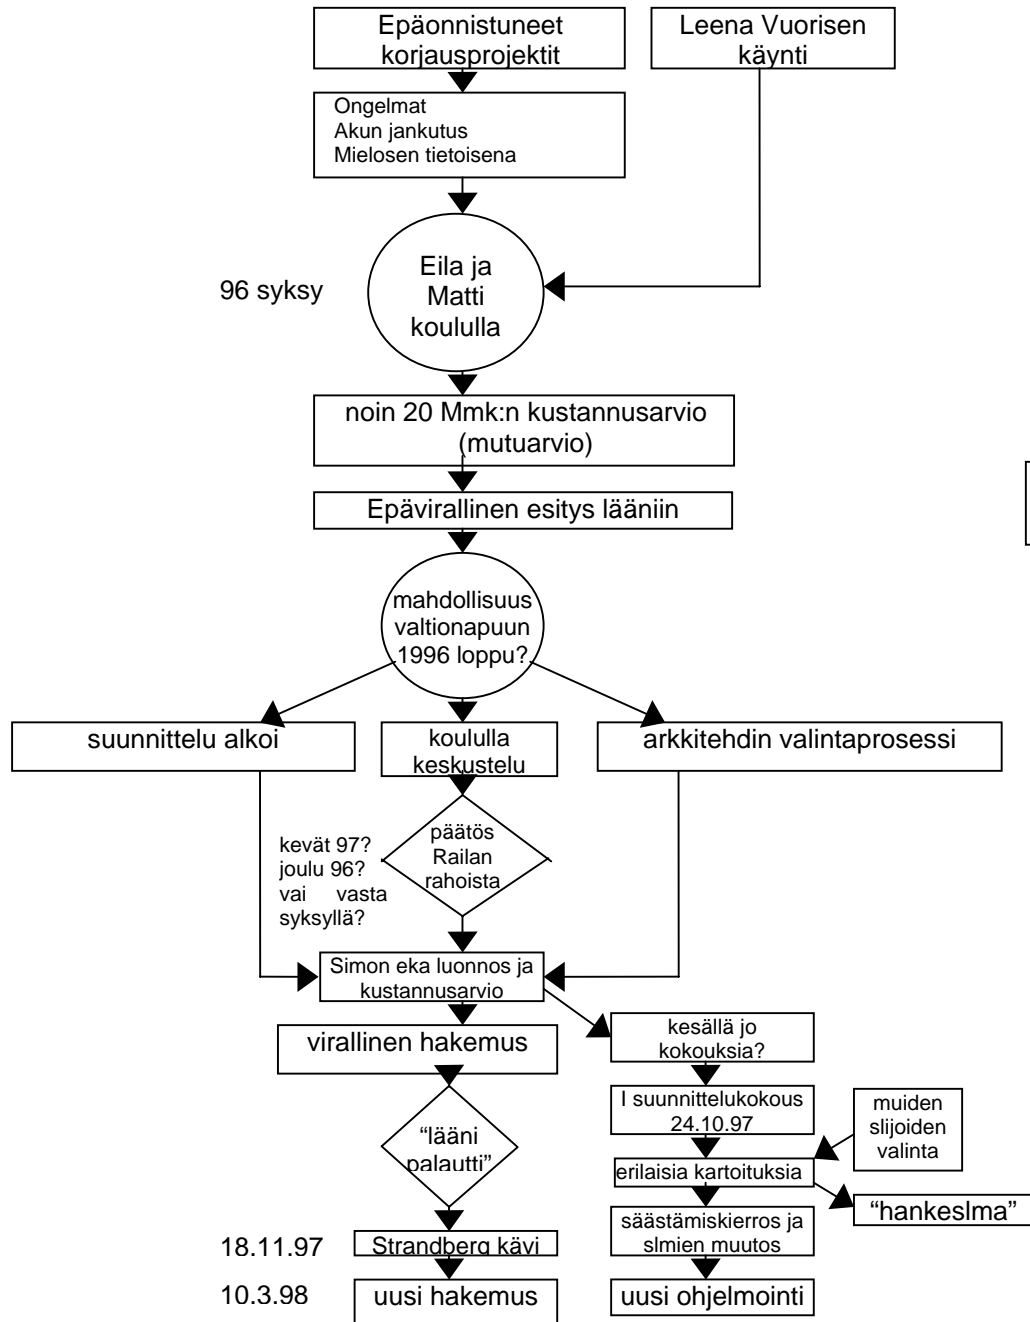 Epäonnistuneet
korjausprojektit
Leena Vuorisen
käynti
Ongelmat
Akun jankutus
Mielosen tietoisena
96 syksy
Eila ja
Matti
koululla
noin 20 Mmk:n kustannusarvio
(mutuarvio)
Epävirallinen esitys lääniin
mahdollisuus
valtionapuun
1996 loppu?
suunnittelu alkoi
koululla
keskustelu
arkkitehdin valintaprosessi
kevät 97?
joulu 96?
vai vasta
syksyllä?
päätös
Railan
rahoista
Simon eka luonnos ja
kustannusarvio
virallinen hakemus
kesällä jo
kokouksia?
I suunnittelukokous
24.10.97
muiden
slijoiden
valinta
"lääni
palautti"
erilaisia kartoituksia
"hankeslma"
säästämiskierros ja
slmien muutos
18.11.97
Strandberg kävi
10.3.98
uusi hakemus
uusi ohjelmointi